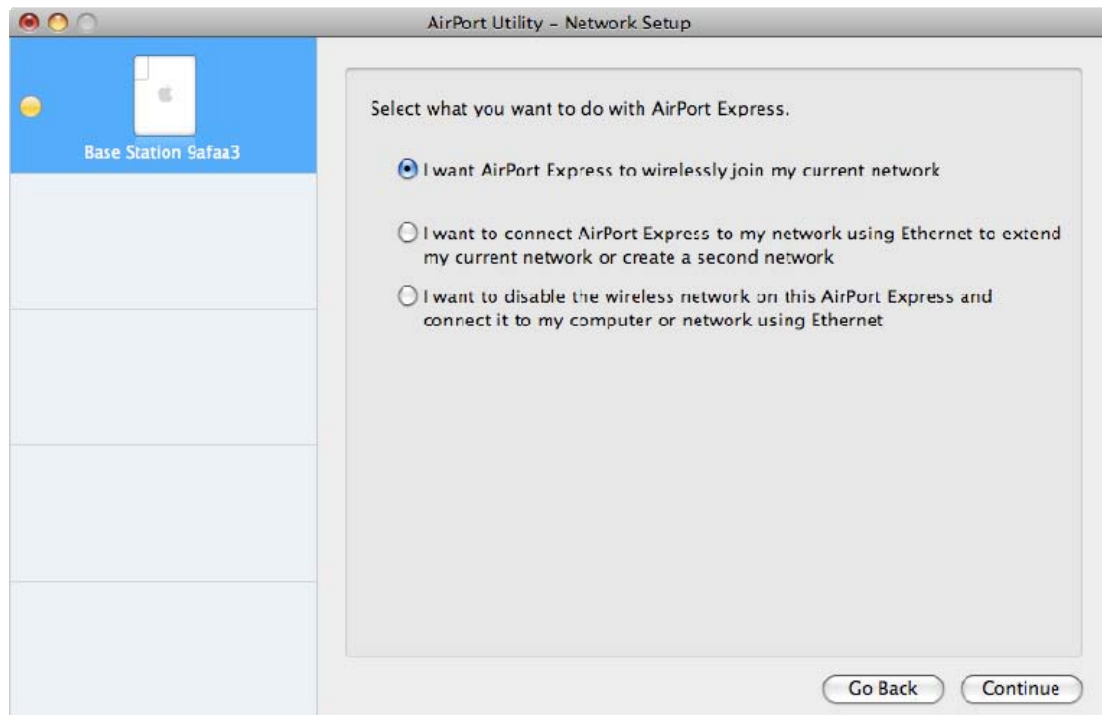 AirPort Utility – Network Setup
Base Station 9afaa3
Select what you want to do with AirPort Express.
I want AirPort Express to wirelessly join my current network
I want to connect AirPort Express to my network using Ethernet to extend
my current network or create a second network
I want to disable the wireless network on this AirPort Express and
connect it to my computer or network using Ethernet
Go Back
Continue